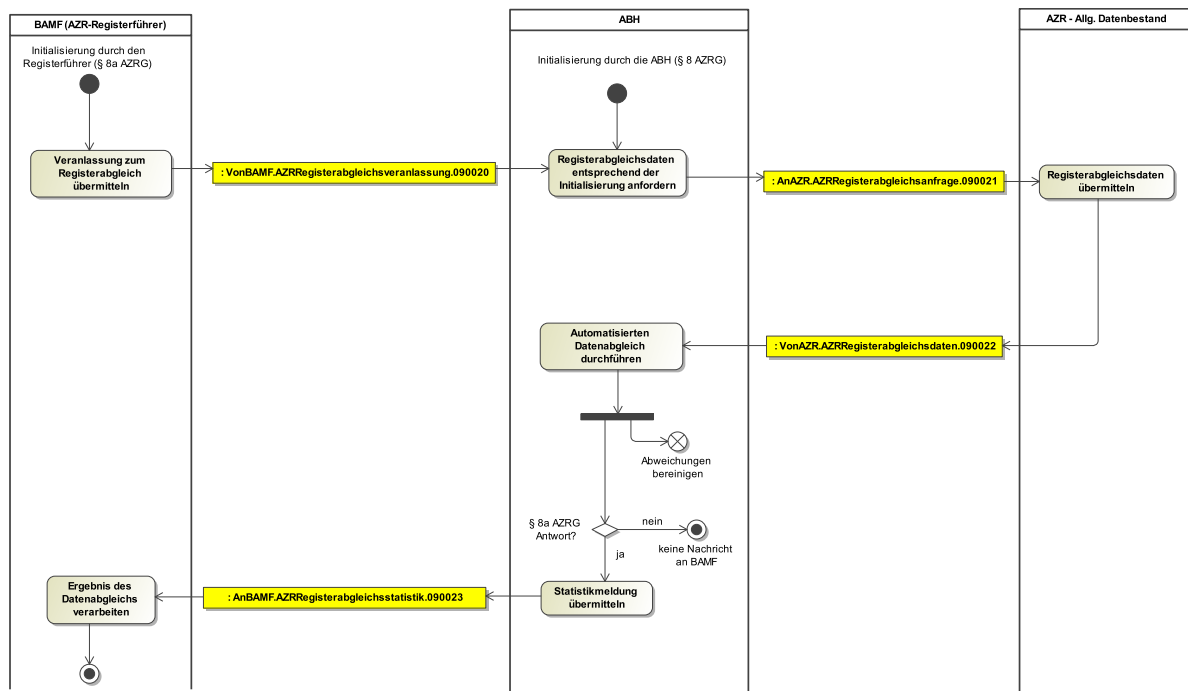 BAMF (AZR-Registerführer)
ABH
AZR - Allg. Datenbestand
Initialisierung durch den
Registerführer (§ 8a AZRG)
Initialisierung durch die ABH (§ 8 AZRG)
Veranlassung zum
Registerabgleich
übermitteln
: VonBAMF.AZRRegisterabgleichsveranlassung.090020
Registerabgleichsdaten
entsprechend der
Initialisierung anfordern
: AnAZR.AZRRegisterabgleichsanfrage.090021
Registerabgleichsdaten
übermitteln
Automatisierten
Datenabgleich
durchführen
: VonAZR.AZRRegisterabgleichsdaten.090022
Abweichungen
bereinigen
§ 8a AZRG
Antwort?
nein
keine Nachricht
an BAMF
ja
Statistikmeldung
übermitteln
: AnBAMF.AZRRegisterabgleichsstatistik.090023
Ergebnis des
Datenabgleichs
verarbeiten